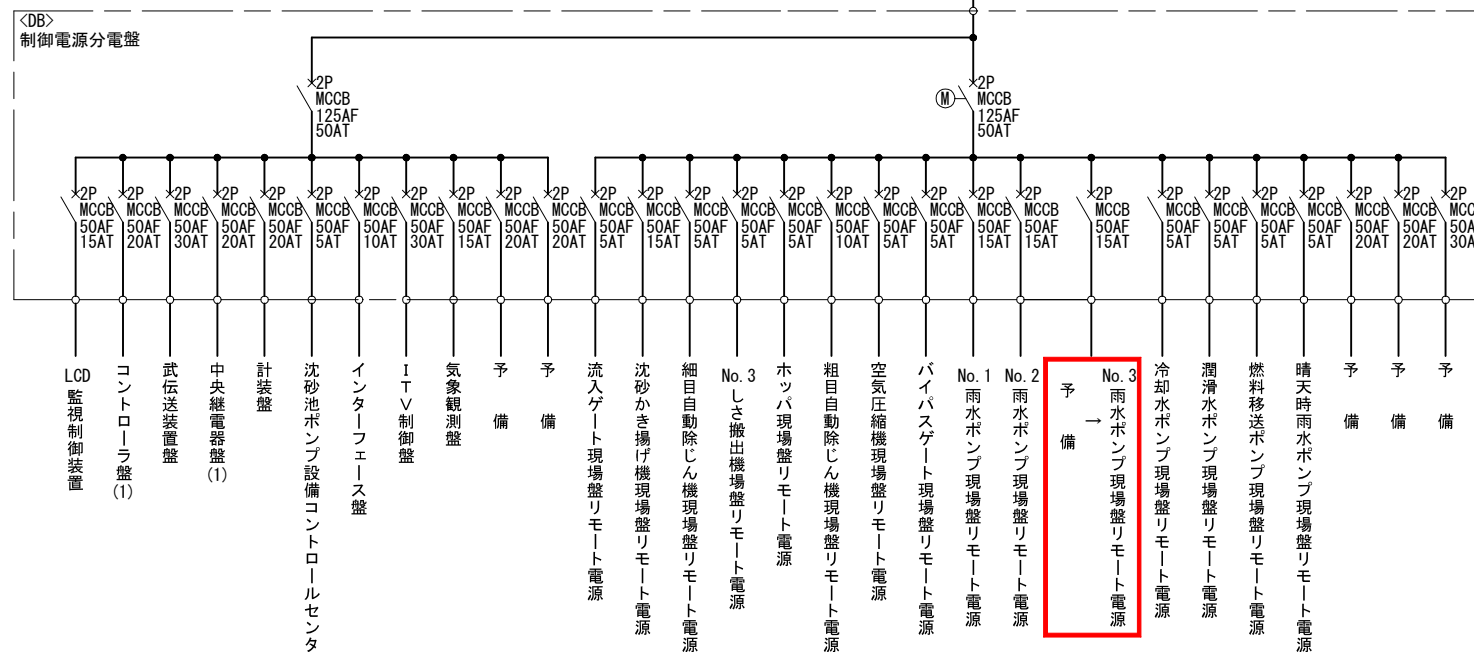 <DB>
制御電源分電盤
2P
MCCB
125AF
50AT
M
2P
MCCB
125AF
50AT
2P
MCCB
50AF
15AT
2P
MCCB
50AF
20AT
2P
MCCB
50AF
30AT
2P
MCCB
50AF
20AT
2P
MCCB
50AF
20AT
2P
MCCB
50AF
5AT
2P
MCCB
50AF
10AT
2P
MCCB
50AF
30AT
2P
MCCB
50AF
15AT
2P
MCCB
50AF
20AT
2P
MCCB
50AF
20AT
2P
MCCB
50AF
5AT
2P
MCCB
50AF
15AT
2P
MCCB
50AF
5AT
2P
MCCB
50AF
5AT
2P
MCCB
50AF
5AT
2P
MCCB
50AF
10AT
2P
MCCB
50AF
5AT
2P
MCCB
50AF
5AT
2P
MCCB
50AF
15AT
2P
MCCB
50AF
15AT
2P
MCCB
50AF
15AT
2P
MCCB
50AF
5AT
2P
MCCB
50AF
5AT
2P
MCCB
50AF
5AT
2P
MCCB
50AF
5AT
2P
MCCB
50AF
20AT
2P
MCCB
50AF
20AT
2P
MCC
50A
30A
LCD監視制御装置
コントローラ盤(1)
武伝送装置盤
中央継電器盤(1)
計装盤
沈砂池ポンプ設備コントロールセンタ
インターフェース盤
ITV制御盤
気象観測盤
予備
予備
流入ゲート現場盤リモート電源
沈砂かき揚げ機現場盤リモート電源
細目自動除じん機現場盤リモート電源
No.3しさ搬出機場盤リモート電源
ホッパ現場盤リモート電源
粗目自動除じん機現場盤リモート電源
空気圧縮機現場盤リモート電源
バイパスゲート現場盤リモート電源
No.1雨水ポンプ現場盤リモート電源
No.2雨水ポンプ現場盤リモート電源
予備
→
No.3雨水ポンプ現場盤リモート電源
冷却水ポンプ現場盤リモート電源
潤滑水ポンプ現場盤リモート電源
燃料移送ポンプ現場盤リモート電源
晴天時雨水ポンプ現場盤リモート電源
予備
予備
予備